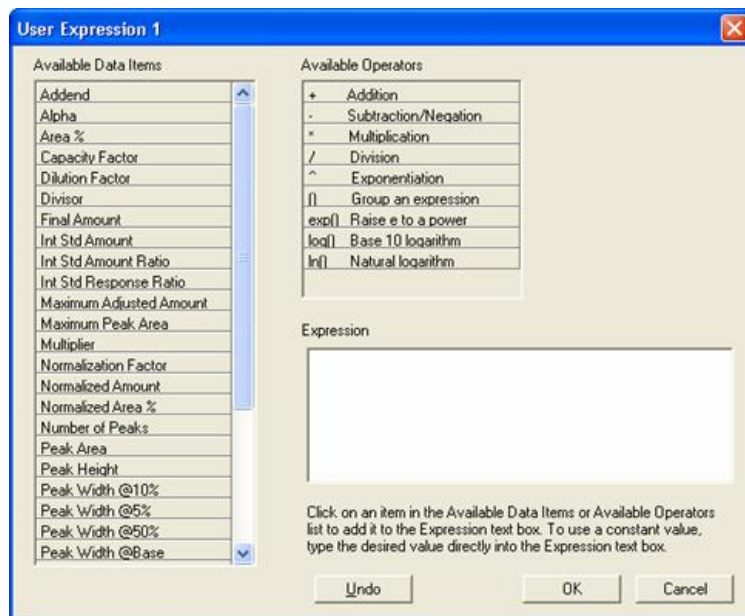 User Expression 1
Available Data Items
Addend
Alpha
Area %
Capacity Factor
Dilution Factor
Divisor
Final Amount
Int Std Amount
Int Std Amount Ratio
Int Std Response Ratio
Maximum Adjusted Amount
Maximum Peak Area
Multiplier
Normalization Factor
Normalized Amount
Normalized Area %
Number of Peaks
Peak Area
Peak Height
Peak Width @10%
Peak Width @5%
Peak Width @50%
Peak Width @Base
Available Operators
+ Addition
- Subtraction/Negation
* Multiplication
/ Division
^ Exponentiation
() Group an expression
exp() Raise e to a power
log() Base 10 logarithm
ln() Natural logarithm
Expression
Click on an item in the Available Data Items or Available Operators
list to add it to the Expression text box. To use a constant value,
type the desired value directly into the Expression text box.
Undo
OK
Cancel